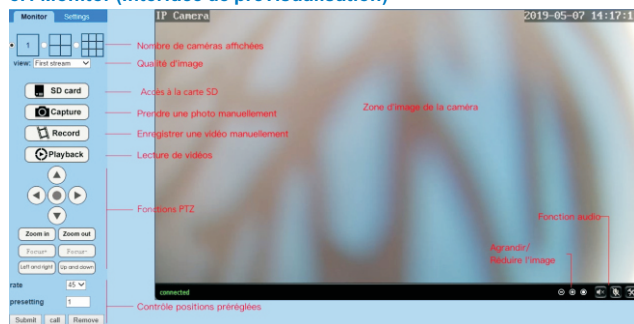 Monitor Settings
IP Camera
2019-05-07 14:17:1
1
Nombre de caméras affichées
view: First stream
Qualité d'image
SD card
Accès à la carte SD
Capture
Prendre une photo manuellement
Zone d'image de la caméra
Record
Enregistrer une vidéo manuellement
Playback
Lecture de vidéos
Fonctions PTZ
Fonction audio
Zoom in Zoom out
Focus+ Focus-
Agrandir/
Réduire l'image
Left and right Up and down
rate 45
connected
presetting 1
Contrôle positions préréglées
Submit call Remove